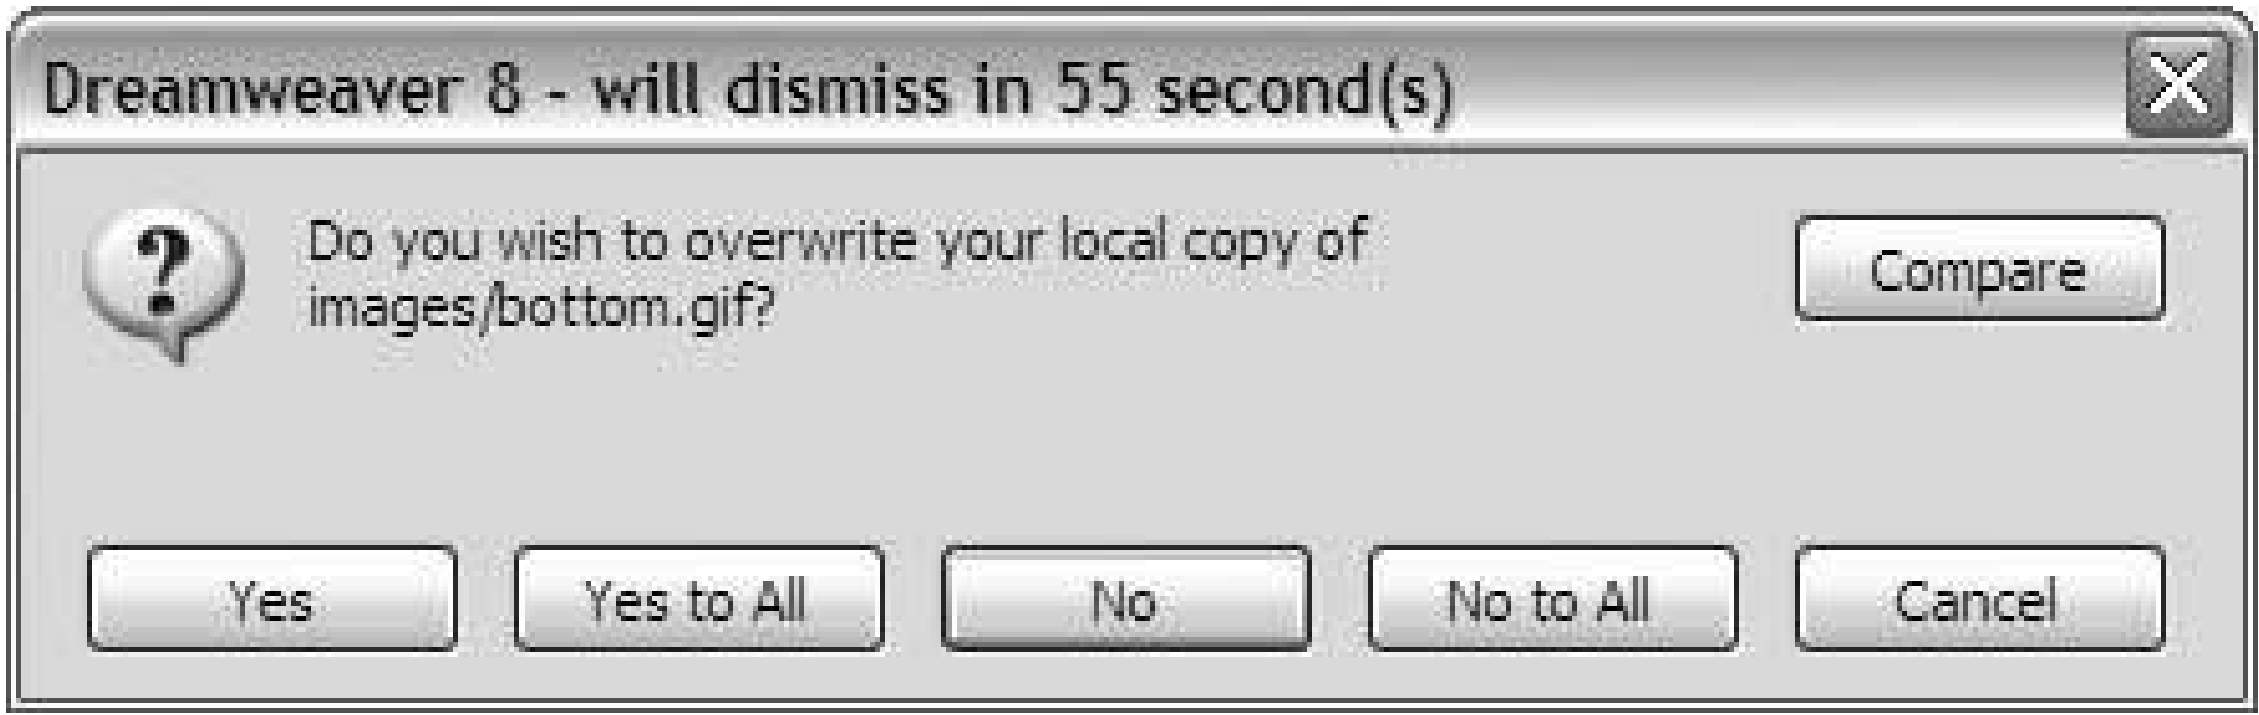 Dreamweaver 8 - will dismiss in 55 second(s)
?
Do you wish to overwrite your local copy of
images/bottom.gif?
Compare
Yes
Yes to All
No
No to All
Cancel